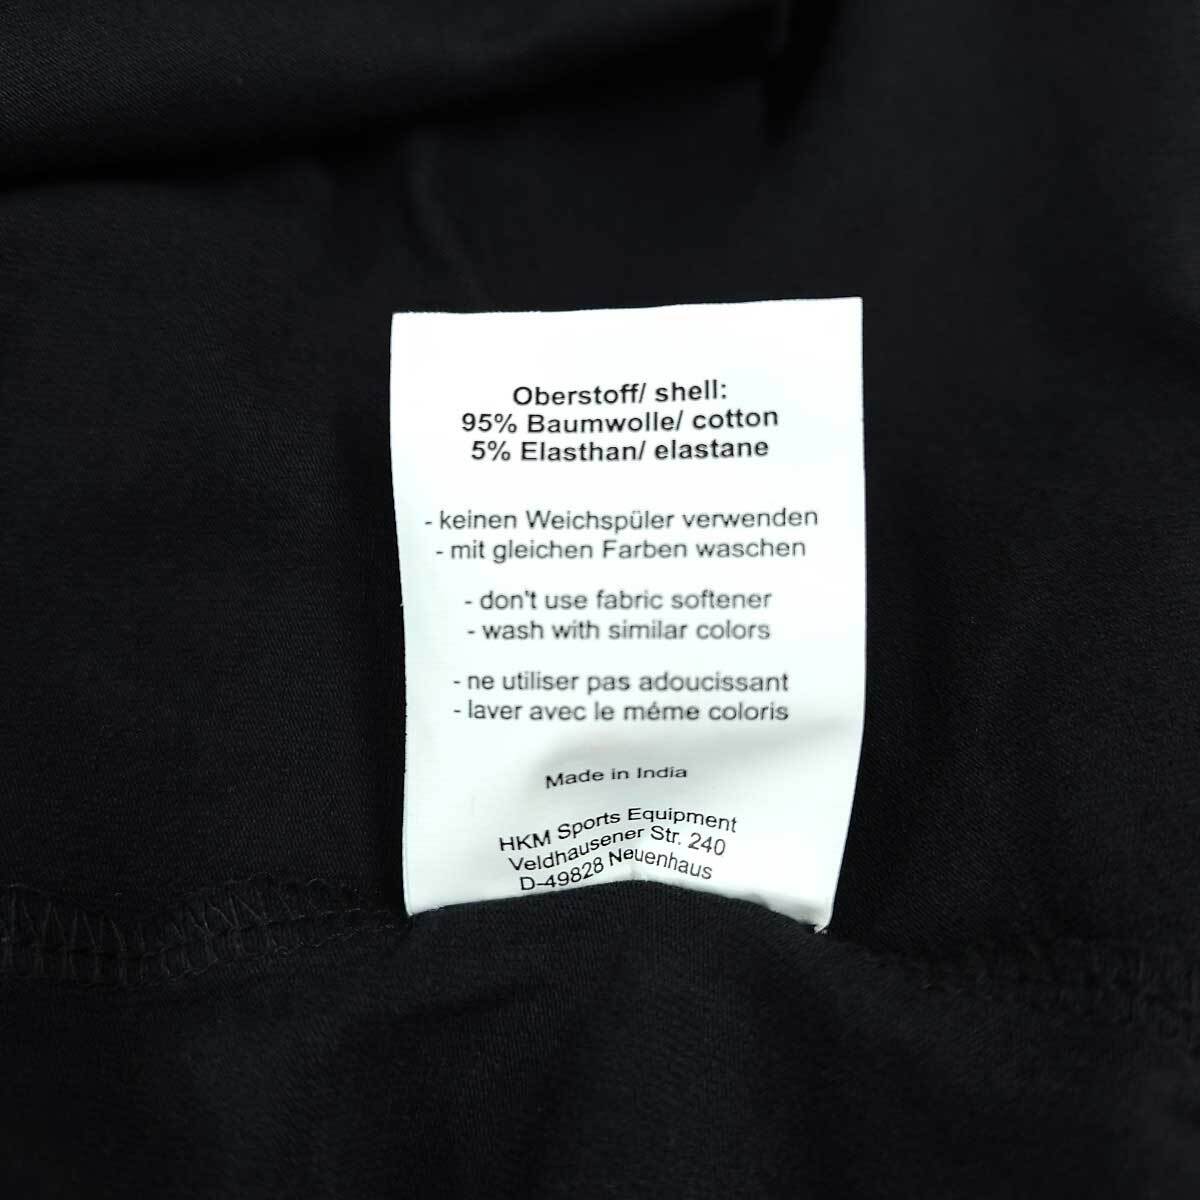 Oberstoff/ shell:
95% Baumwolle/ cotton
5% Elasthan/ elastane
- keinen Weichspüler verwenden
- mit gleichen Farben waschen
- don't use fabric softener
- wash with similar colors
- ne utiliser pas adoucissant
- laver avec le méme coloris
Made in India
HKM Sports Equipment
Veldhausener Str. 240
D-49828 Neuenhaus